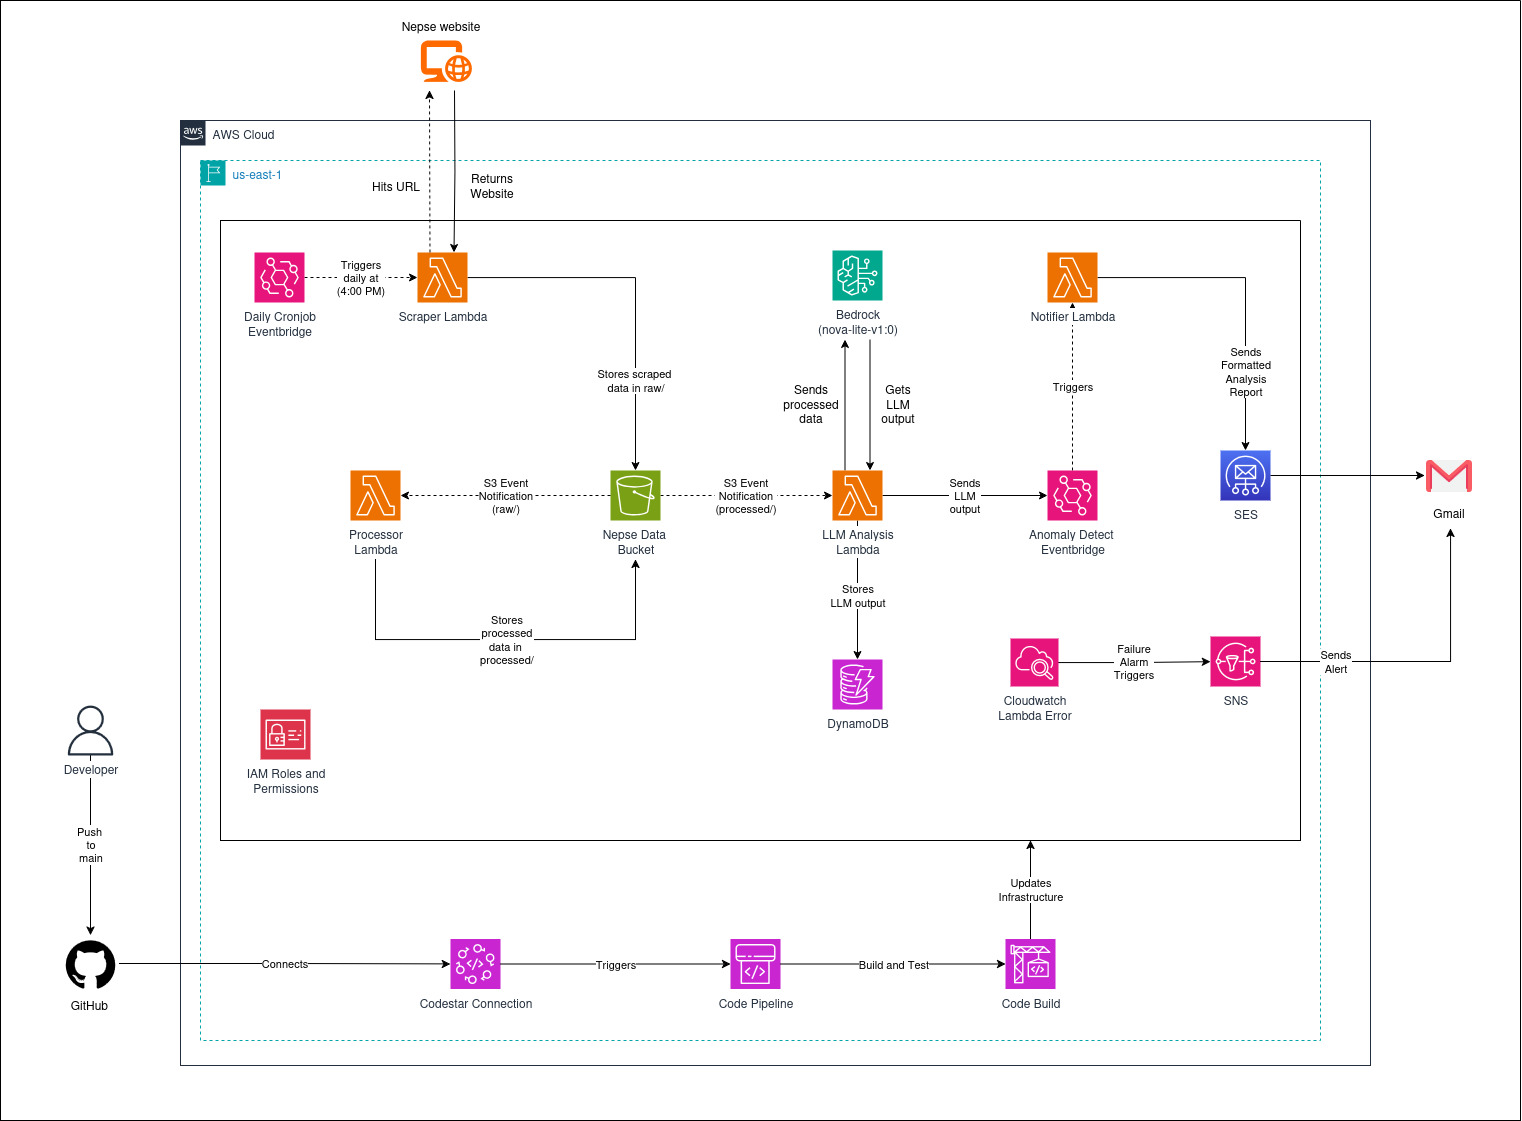 Nepse website
aws
AWS Cloud
us-east-1
Hits URL
Returns
Website
Triggers
daily at
(4:00 PM)
Daily Cronjob
Eventbridge
Scraper Lambda
Stores scraped
data in raw/
Bedrock
(nova-lite-v1:0)
Notifier Lambda
Sends
processed
data
Gets
LLM
output
Triggers
Sends
Formatted
Analysis
Report
S3 Event
Notification
(raw/)
Processor
Lambda
Nepse Data
Bucket
S3 Event
Notification
(processed/)
LLM Analysis
Lambda
Sends
LLM
output
Anomaly Detect
Eventbridge
SES
Gmail
Stores
processed
data in
processed/
Stores
LLM output
DynamoDB
Cloudwatch
Lambda Error
Failure
Alarm
Triggers
SNS
Sends
Alert
IAM Roles and
Permissions
Developer
Push
to
main
GitHub
Connects
Codestar Connection
Triggers
Code Pipeline
Build and Test
Code Build
Updates
Infrastructure